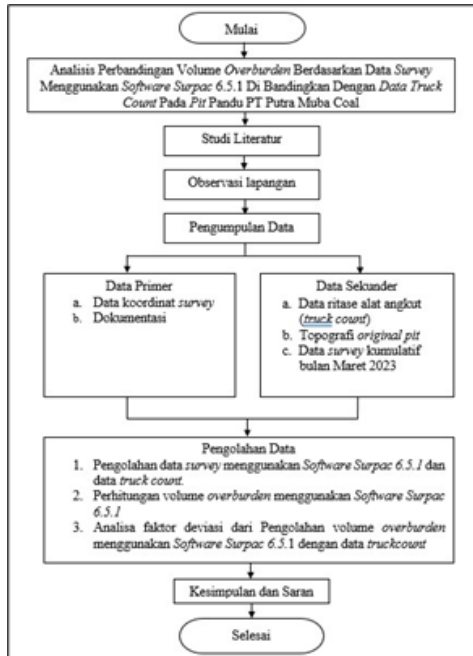 Mulai
Analisis Perbandingan Volume Overburden Berdasarkan Data Survey
Menggunakan Software Surpac 6.5.1 Di Bandingkan Dengan Data Truck
Count Pada Pit Pandu PT Putra Muba Coal
Studi Literatur
Observasi lapangan
Pengumpulan Data
Data Primer
a. Data koordinat survey
b. Dokumentasi
Data Sekunder
a. Data ritase alat angkut
(truck count)
b. Topografi original pit
c. Data survey kumulatif
bulan Maret 2023
Pengolahan Data
1. Pengolahan data survey menggunakan Software Surpac 6.5.1 dan
data truck count.
2. Perhitungan volume overburden menggunakan Software Surpac
6.5.1
3. Analisa faktor deviasi dari Pengolahan volume overburden
menggunakan Software Surpac 6.5.1 dengan data truckcount
Kesimpulan dan Saran
Selesai